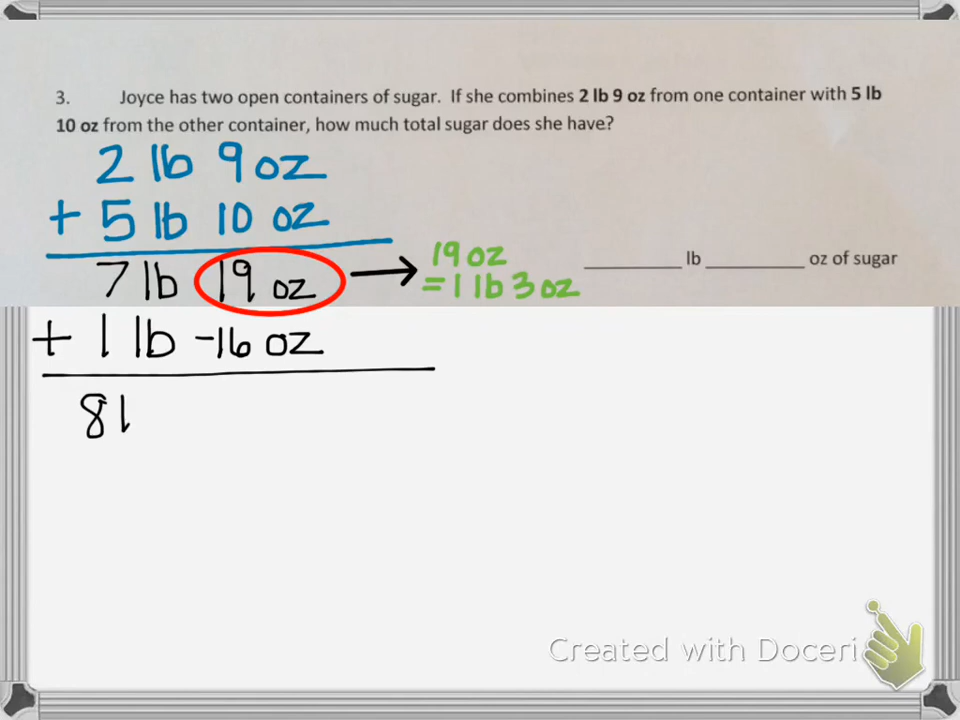 3. Joyce has two open containers of sugar. If she combines 2 lb 9 oz from one container with 5 lb
10 oz from the other container, how much total sugar does she have?
2 lb 9 oz
+ 5 lb 10 oz
7 lb 19 oz
19 oz
= 1 lb 3 oz
__________ lb __________ oz of sugar
+ 1 lb -16 oz
8 l
Created with Doceri